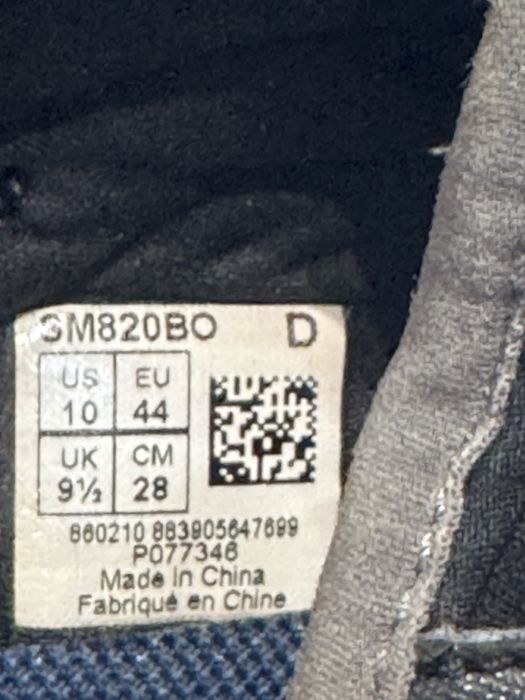 SM820BO D
US EU
10 44
UK CM
9½ 28
860210 883905647699
P077346
Made in China
Fabriqué en Chine